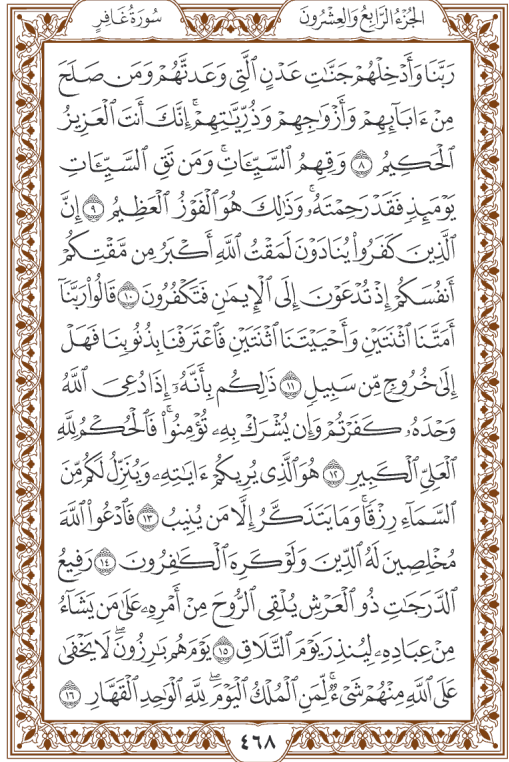 سُورَةُ غَافِرٍ
الجُزْءُ الرَّابِعُ وَالعِشْرُونَ
رَبَّنَا وَأَدْخِلْهُمْ جَنَّٰتِ عَدْنٍ ٱلَّتِي وَعَدتَّهُمْ وَمَن صَلَحَ
مِنْ ءَابَآئِهِمْ وَأَزْوَٰجِهِمْ وَذُرِّيَّٰتِهِمْۚ إِنَّكَ أَنتَ ٱلْعَزِيزُ
ٱلْحَكِيمُ ٨ وَقِهِمُ ٱلسَّيِّـَٔاتِۚ وَمَن تَقِ ٱلسَّيِّـَٔاتِ
يَوْمَئِذٍ فَقَدْ رَحِمْتَهُۥۚ وَذَٰلِكَ هُوَ ٱلْفَوْزُ ٱلْعَظِيمُ ٩ إِنَّ
ٱلَّذِينَ كَفَرُوا۟ يُنَادَوْنَ لَمَقْتُ ٱللَّهِ أَكْبَرُ مِن مَّقْتِكُمْ
أَنفُسَكُمْ إِذْ تُدْعَوْنَ إِلَى ٱلْإِيمَٰنِ فَتَكْفُرُونَ ١٠ قَالُوا۟ رَبَّنَآ
أَمَتَّنَا ٱثْنَتَيْنِ وَأَحْيَيْتَنَا ٱثْنَتَيْنِ فَٱعْتَرَفْنَا بِذُنُوبِنَا فَهَلْ
إِلَىٰ خُرُوجٍ مِّن سَبِيلٍ ١١ ذَٰلِكُم بِأَنَّهُۥٓ إِذَا دُعِيَ ٱللَّهُ
وَحْدَهُۥ كَفَرْتُمْ وَإِن يُشْرَكْ بِهِۦ تُؤْمِنُوا۟ۚ فَٱلْحُكْمُ لِلَّهِ
ٱلْعَلِيِّ ٱلْكَبِيرِ ١٢ هُوَ ٱلَّذِي يُرِيكُمْ ءَايَٰتِهِۦ وَيُنَزِّلُ لَكُم مِّنَ
ٱلسَّمَآءِ رِزْقًاۚ وَمَا يَتَذَكَّرُ إِلَّا مَن يُنِيبُ ١٣ فَٱدْعُوا۟ ٱللَّهَ
مُخْلِصِينَ لَهُ ٱلدِّينَ وَلَوْ كَرِهَ ٱلْكَٰفِرُونَ ١٤ رَفِيعُ
ٱلدَّرَجَٰتِ ذُو ٱلْعَرْشِ يُلْقِي ٱلرُّوحَ مِنْ أَمْرِهِۦ عَلَىٰ مَن يَشَآءُ
مِنْ عِبَادِهِۦ لِيُنذِرَ يَوْمَ ٱلتَّلَاقِ ١٥ يَوْمَ هُم بَٰرِزُونَۖ لَا يَخْفَىٰ
عَلَى ٱللَّهِ مِنْهُمْ شَيْءٌۚ لِّمَنِ ٱلْمُلْكُ ٱلْيَوْمَۖ لِلَّهِ ٱلْوَٰحِدِ ٱلْقَهَّارِ ١٦
٤٦٨